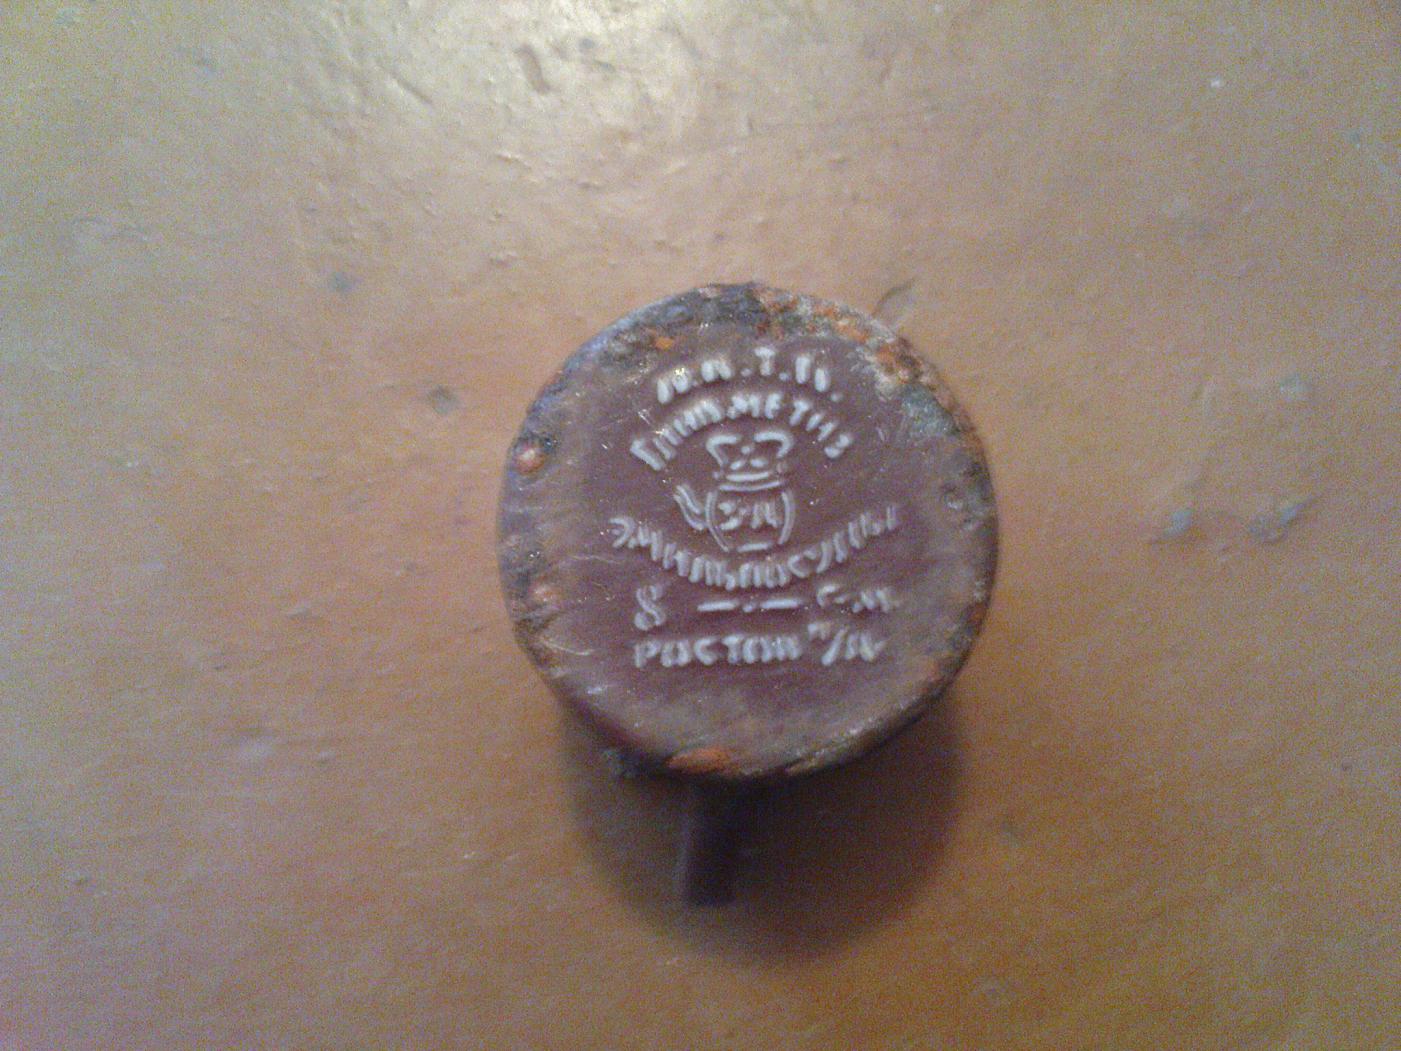 Н.К.Т.П.
ГЛАВМЕТИЗ
З-Д
ЭМАЛЬПОСУДЫ
8 —·— С-М.
РОСТОВ Н/Д